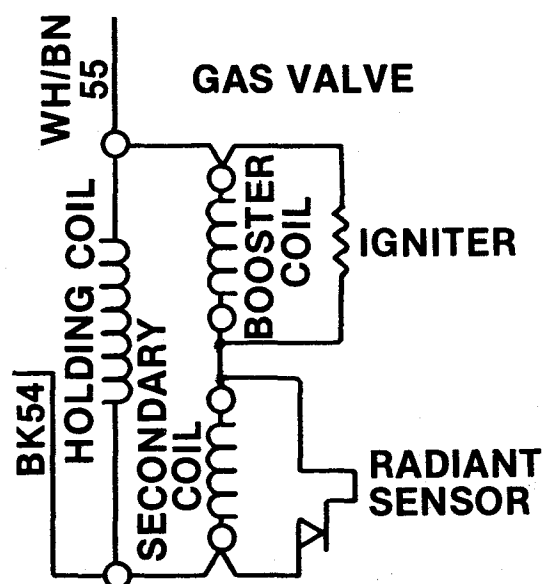 WH/BN
55
GAS VALVE
HOLDING COIL
BOOSTER
COIL
IGNITER
BK54
SECONDARY
COIL
RADIANT
SENSOR